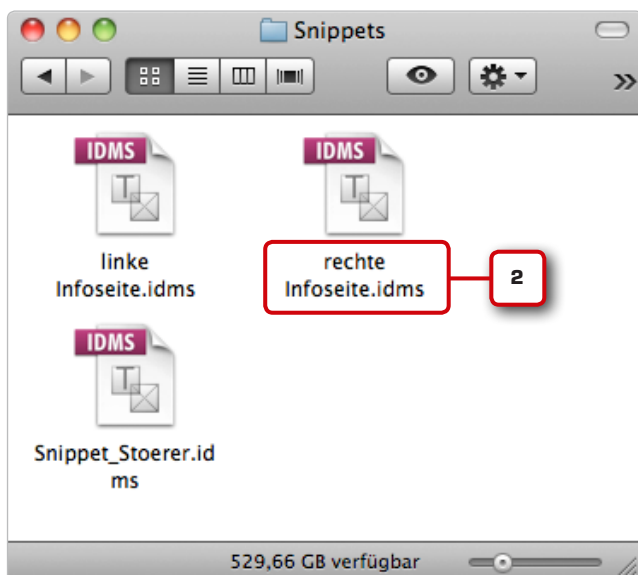 Snippets
IDMS
IDMS
linke
Infoseite.idms
rechte
Infoseite.idms
2
IDMS
Snippet_Stoerer.id
ms
529,66 GB verfügbar